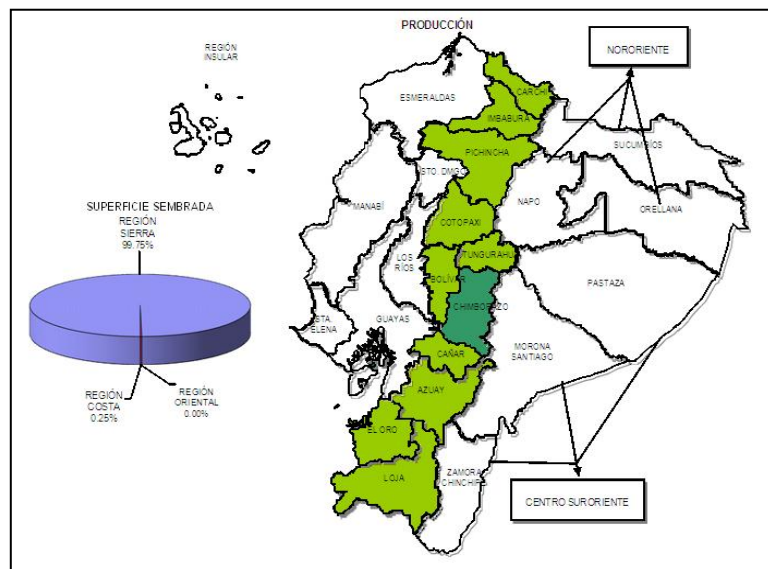 PRODUCCIÓN
REGIÓN
INSULAR
NORORIENTE
ESMERALDAS
CARCHI
IMBABURA
SUCUMBÍOS
PICHINCHA
STO. DMGO
NAPO
ORELLANA
MANABÍ
SUPERFICIE SEMBRADA
REGIÓN
SIERRA
99.75%
COTOPAXI
TUNGURAHU
LOS
RÍOS
BOLÍVAR
PASTAZA
CHIMBORAZO
STA.
ELENA
GUAYAS
MORONA
SANTIAGO
CAÑAR
REGIÓN
COSTA
0.25%
REGIÓN
ORIENTAL
0.00%
AZUAY
EL ORO
LOJA
ZAMORA
CHINCHIPE
CENTRO SURORIENTE